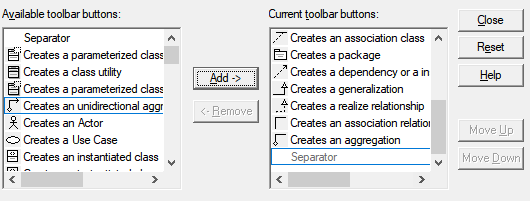 Available toolbar buttons:
Separator
Creates a parameterized class
Creates a class utility
Creates a parameterized class
Creates an unidirectional aggr
Creates an Actor
Creates a Use Case
Creates an instantiated class
Add ->
<- Remove
Current toolbar buttons:
Creates an association class
Creates a package
Creates a dependency or a in
Creates a generalization
Creates a realize relationship
Creates an association relation
Creates an aggregation
Separator
Close
Reset
Help
Move Up
Move Down